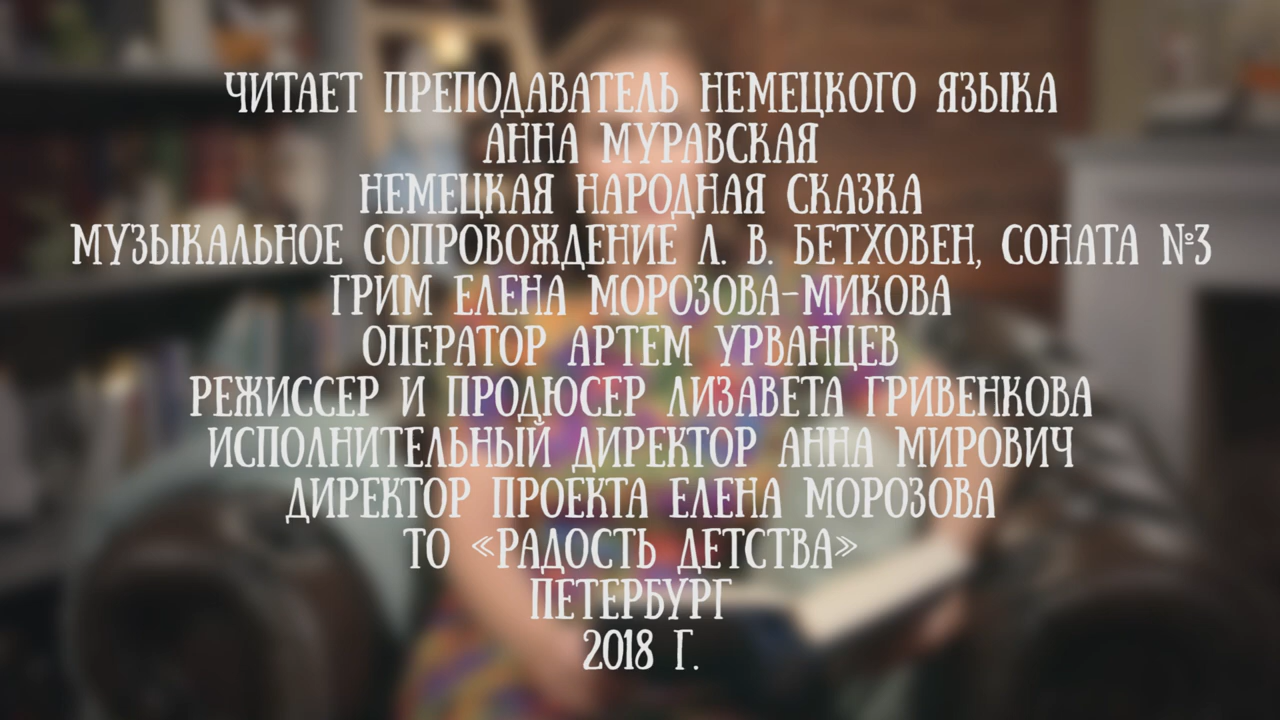 ЧИТАЕТ ПРЕПОДАВАТЕЛЬ НЕМЕЦКОГО ЯЗЫКА
АННА МУРАВСКАЯ
НЕМЕЦКАЯ НАРОДНАЯ СКАЗКА
МУЗЫКАЛЬНОЕ СОПРОВОЖДЕНИЕ Л. В. БЕТХОВЕН, СОНАТА №3
ГРИМ ЕЛЕНА МОРОЗОВА-МИКОВА
ОПЕРАТОР АРТЕМ УРВАНЦЕВ
РЕЖИССЕР И ПРОДЮСЕР ЛИЗАВЕТА ГРИВЕНКОВА
ИСПОЛНИТЕЛЬНЫЙ ДИРЕКТОР АННА МИРОВИЧ
ДИРЕКТОР ПРОЕКТА ЕЛЕНА МОРОЗОВА
ТО «РАДОСТЬ ДЕТСТВА»
ПЕТЕРБУРГ
2018 Г.